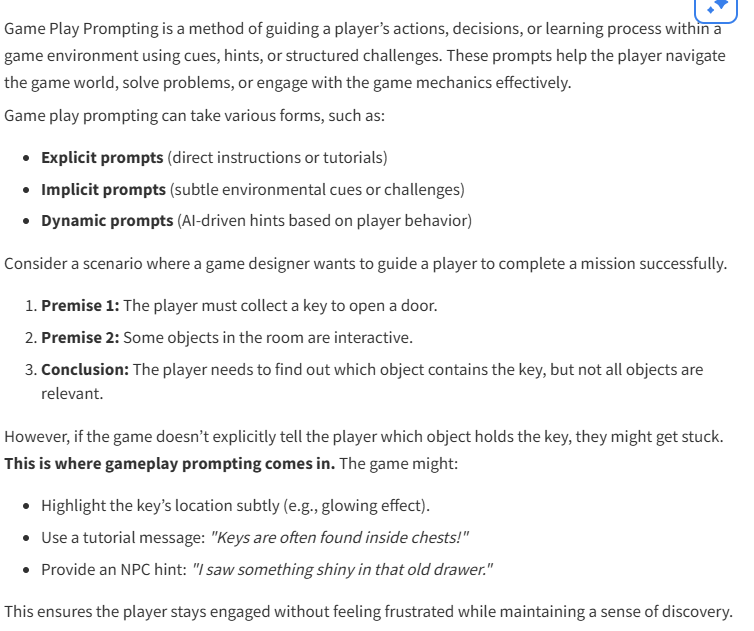 Game Play Prompting is a method of guiding a player’s actions, decisions, or learning process within a
game environment using cues, hints, or structured challenges. These prompts help the player navigate
the game world, solve problems, or engage with the game mechanics effectively.
Game play prompting can take various forms, such as:
• Explicit prompts (direct instructions or tutorials)
• Implicit prompts (subtle environmental cues or challenges)
• Dynamic prompts (AI-driven hints based on player behavior)
Consider a scenario where a game designer wants to guide a player to complete a mission successfully.
1. Premise 1: The player must collect a key to open a door.
2. Premise 2: Some objects in the room are interactive.
3. Conclusion: The player needs to find out which object contains the key, but not all objects are
relevant.
However, if the game doesn’t explicitly tell the player which object holds the key, they might get stuck.
This is where gameplay prompting comes in. The game might:
• Highlight the key’s location subtly (e.g., glowing effect).
• Use a tutorial message: "Keys are often found inside chests!"
• Provide an NPC hint: "I saw something shiny in that old drawer."
This ensures the player stays engaged without feeling frustrated while maintaining a sense of discovery.